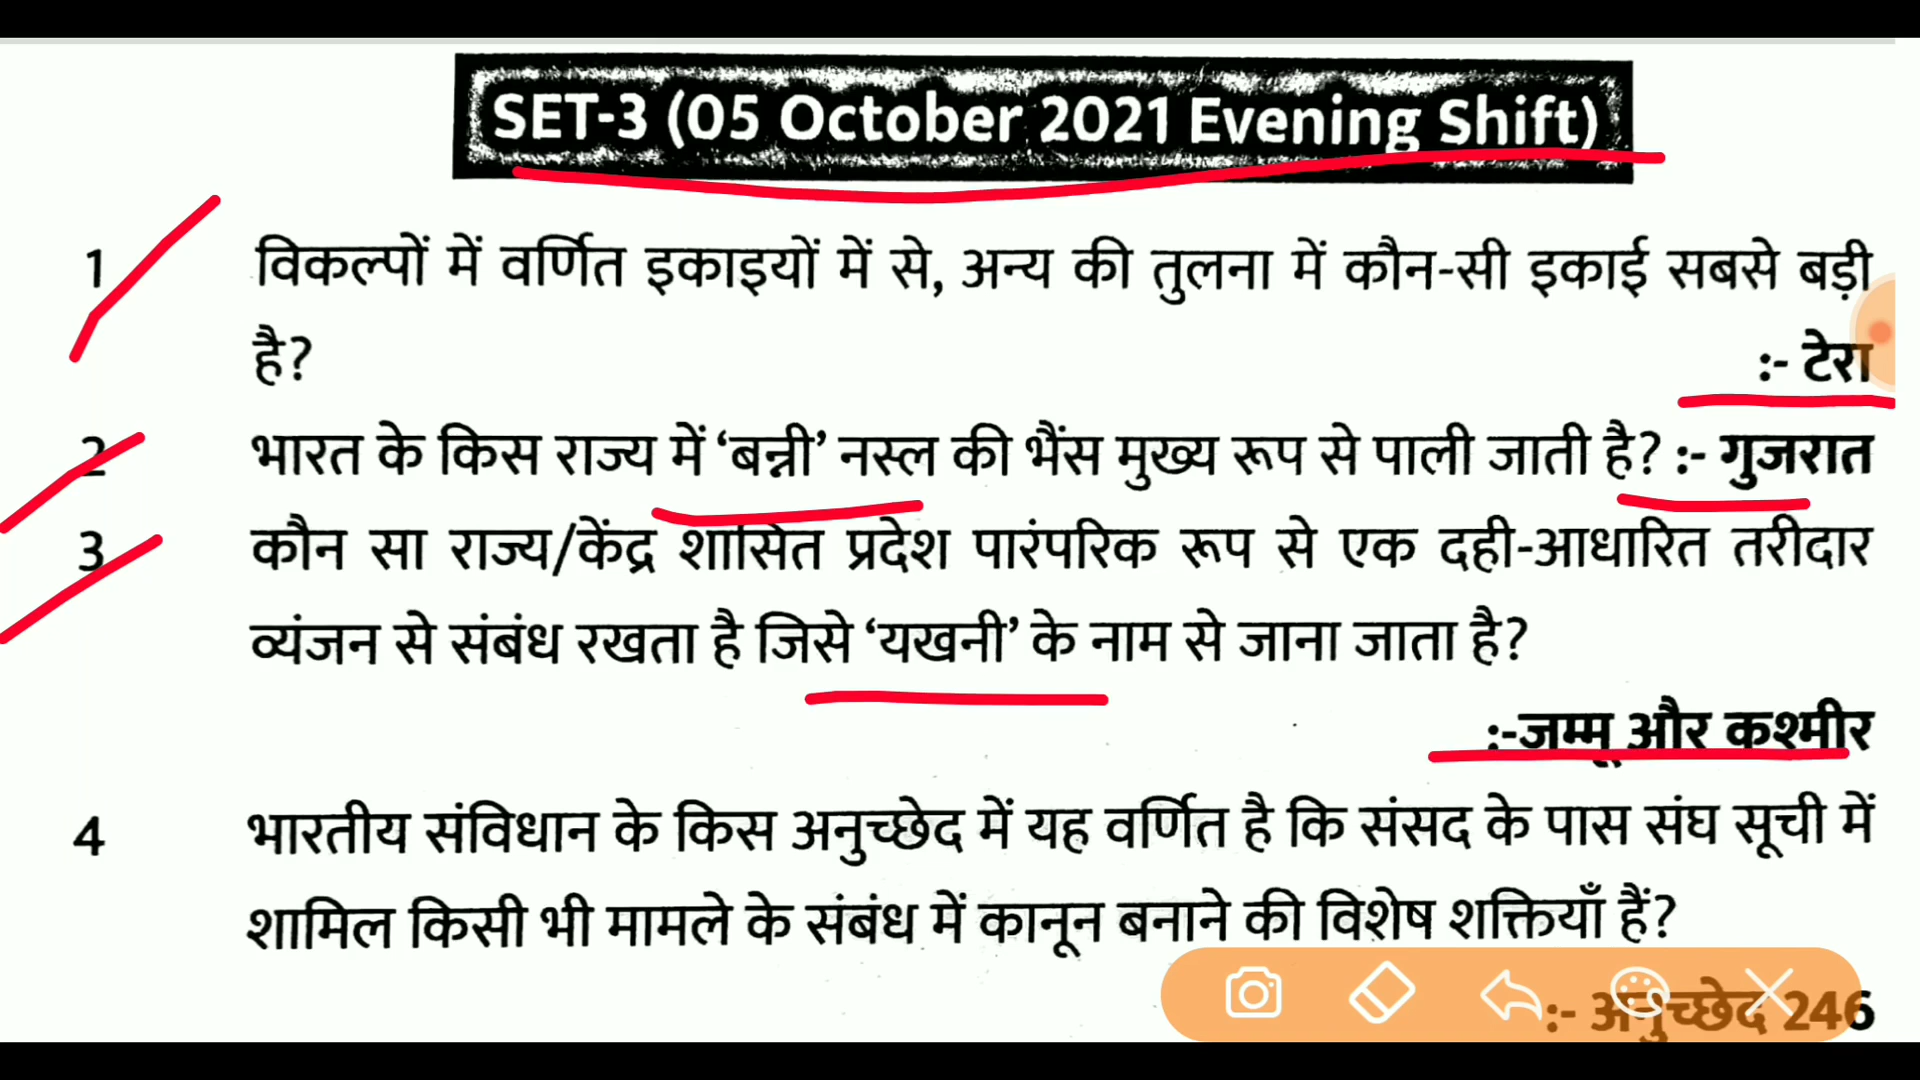 SET-3 (05 October 2021 Evening Shift)
1 विकल्पों में वर्णित इकाइयों में से, अन्य की तुलना में कौन-सी इकाई सबसे बड़ी
है? :- टेरा
2 भारत के किस राज्य में ‘बन्नी’ नस्ल की भैंस मुख्य रूप से पाली जाती है? :- गुजरात
3 कौन सा राज्य/केंद्र शासित प्रदेश पारंपरिक रूप से एक दही-आधारित तरीदार
व्यंजन से संबंध रखता है जिसे ‘यखनी’ के नाम से जाना जाता है?
:-जम्मू और कश्मीर
4 भारतीय संविधान के किस अनुच्छेद में यह वर्णित है कि संसद के पास संघ सूची में
शामिल किसी भी मामले के संबंध में कानून बनाने की विशेष शक्तियाँ हैं?
:- अनुच्छेद 246